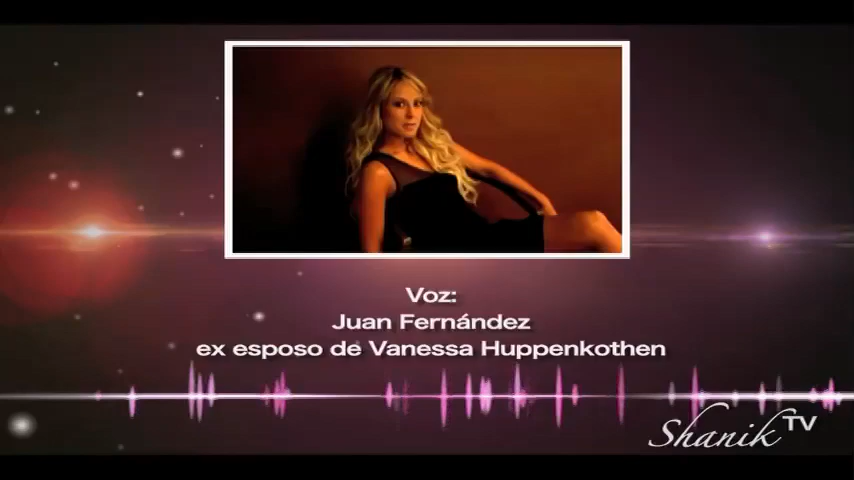 Voz:
Juan Fernández
ex esposo de Vanessa Huppenkothen
Shanik TV